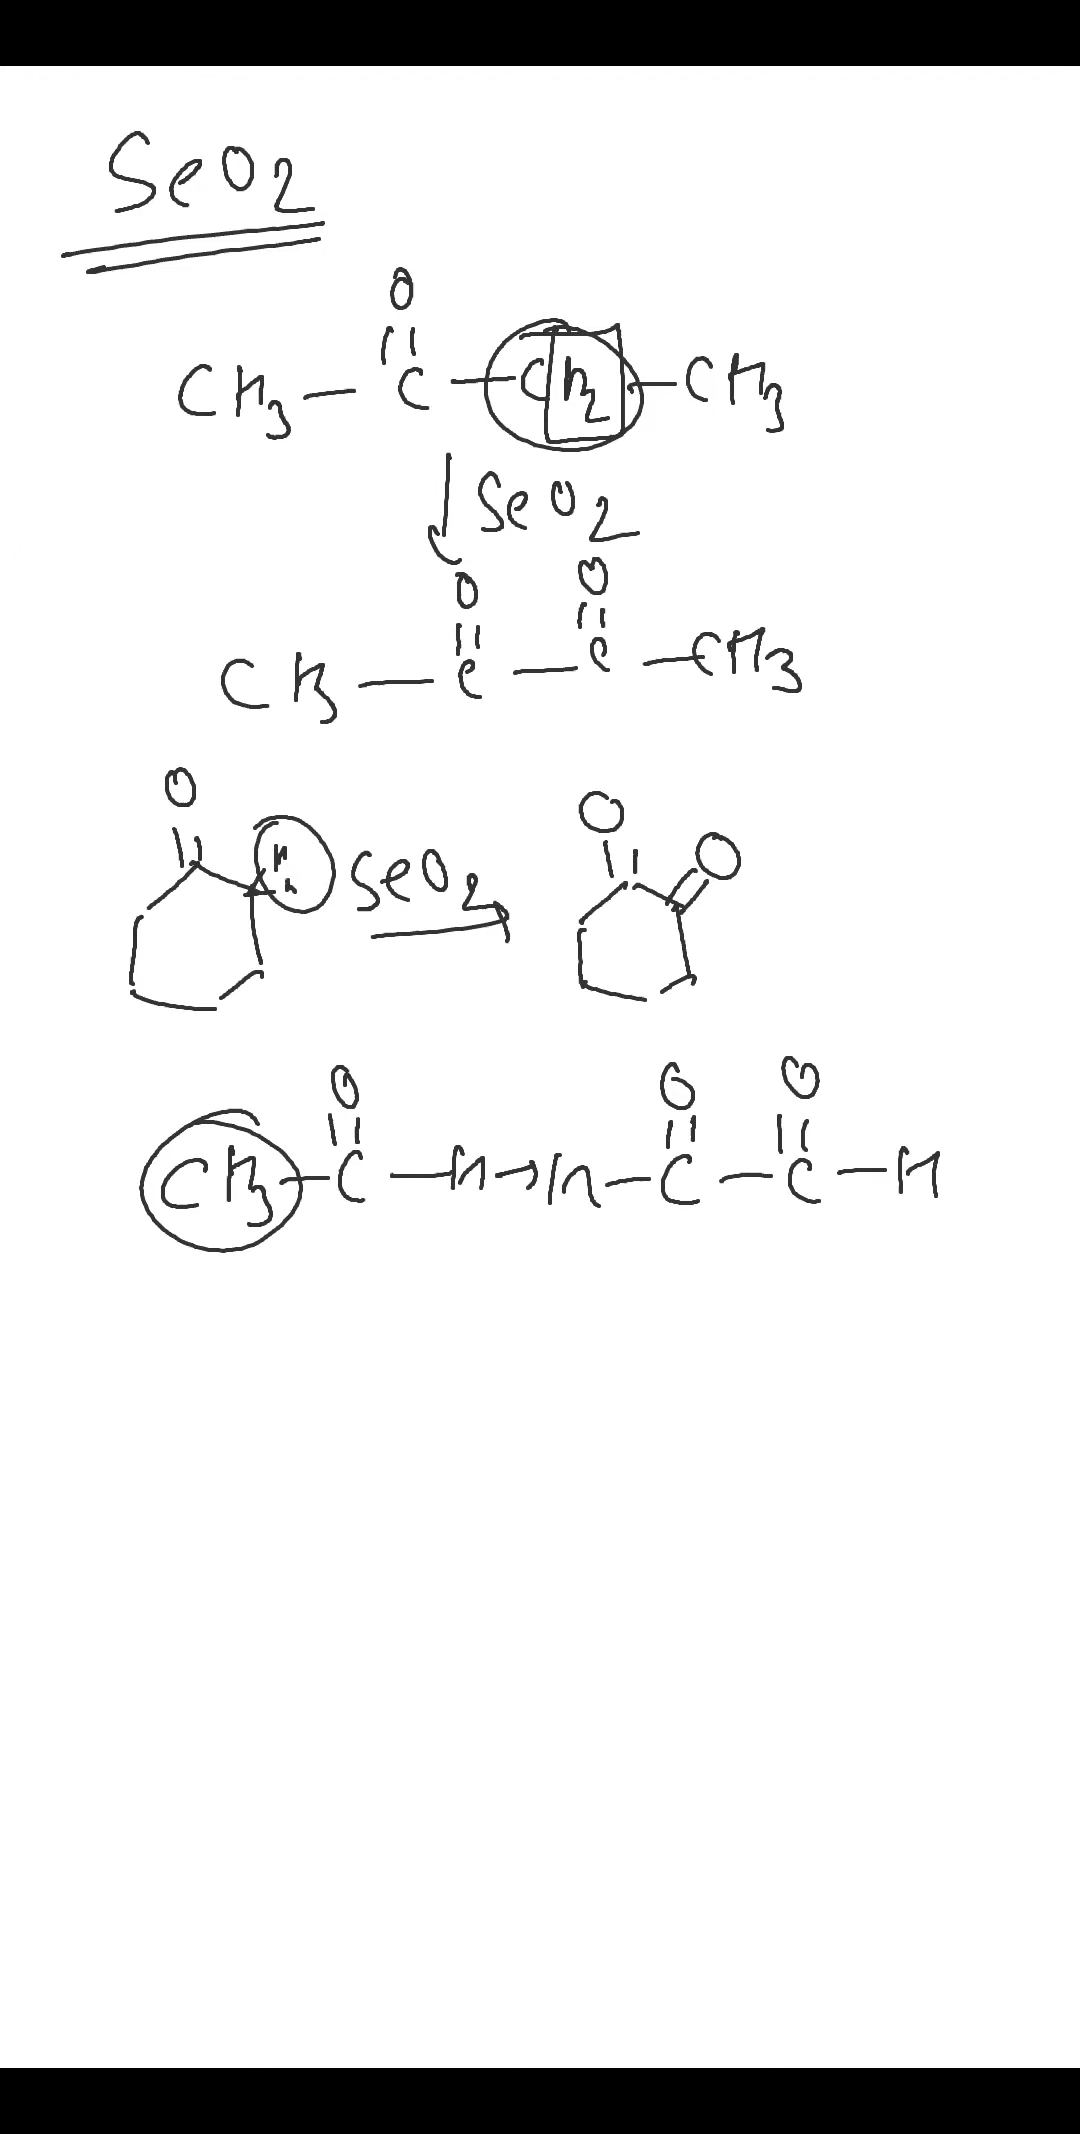 SeO2
O
CH3 - C - CH2 - CH3
SeO2
O O
CH3 - C - C - CH3
O O O
H
H SeO2
O O O
CH3 - C - H → H - C - C - H